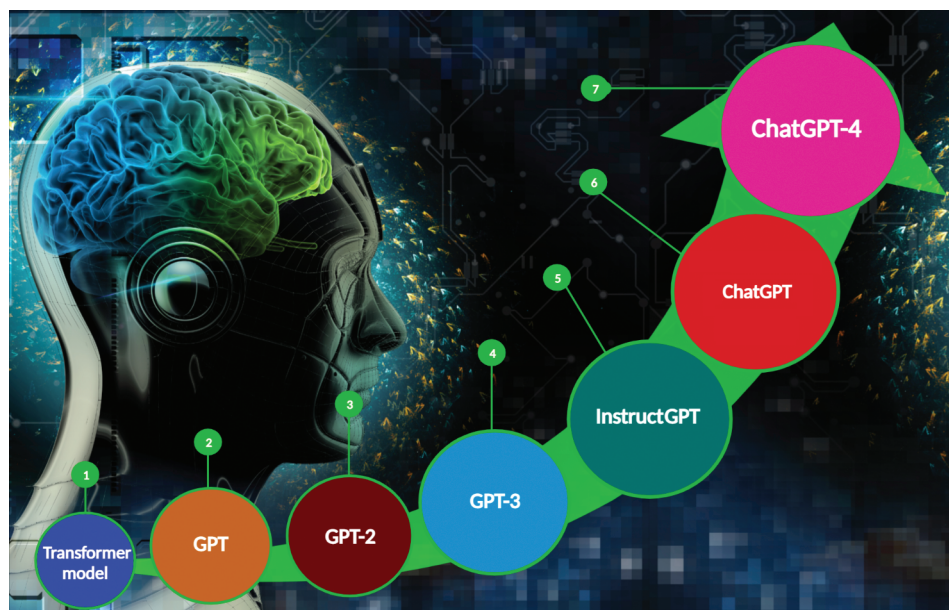 1
Transformer
model
2
GPT
3
GPT-2
4
GPT-3
5
InstructGPT
6
ChatGPT
7
ChatGPT-4